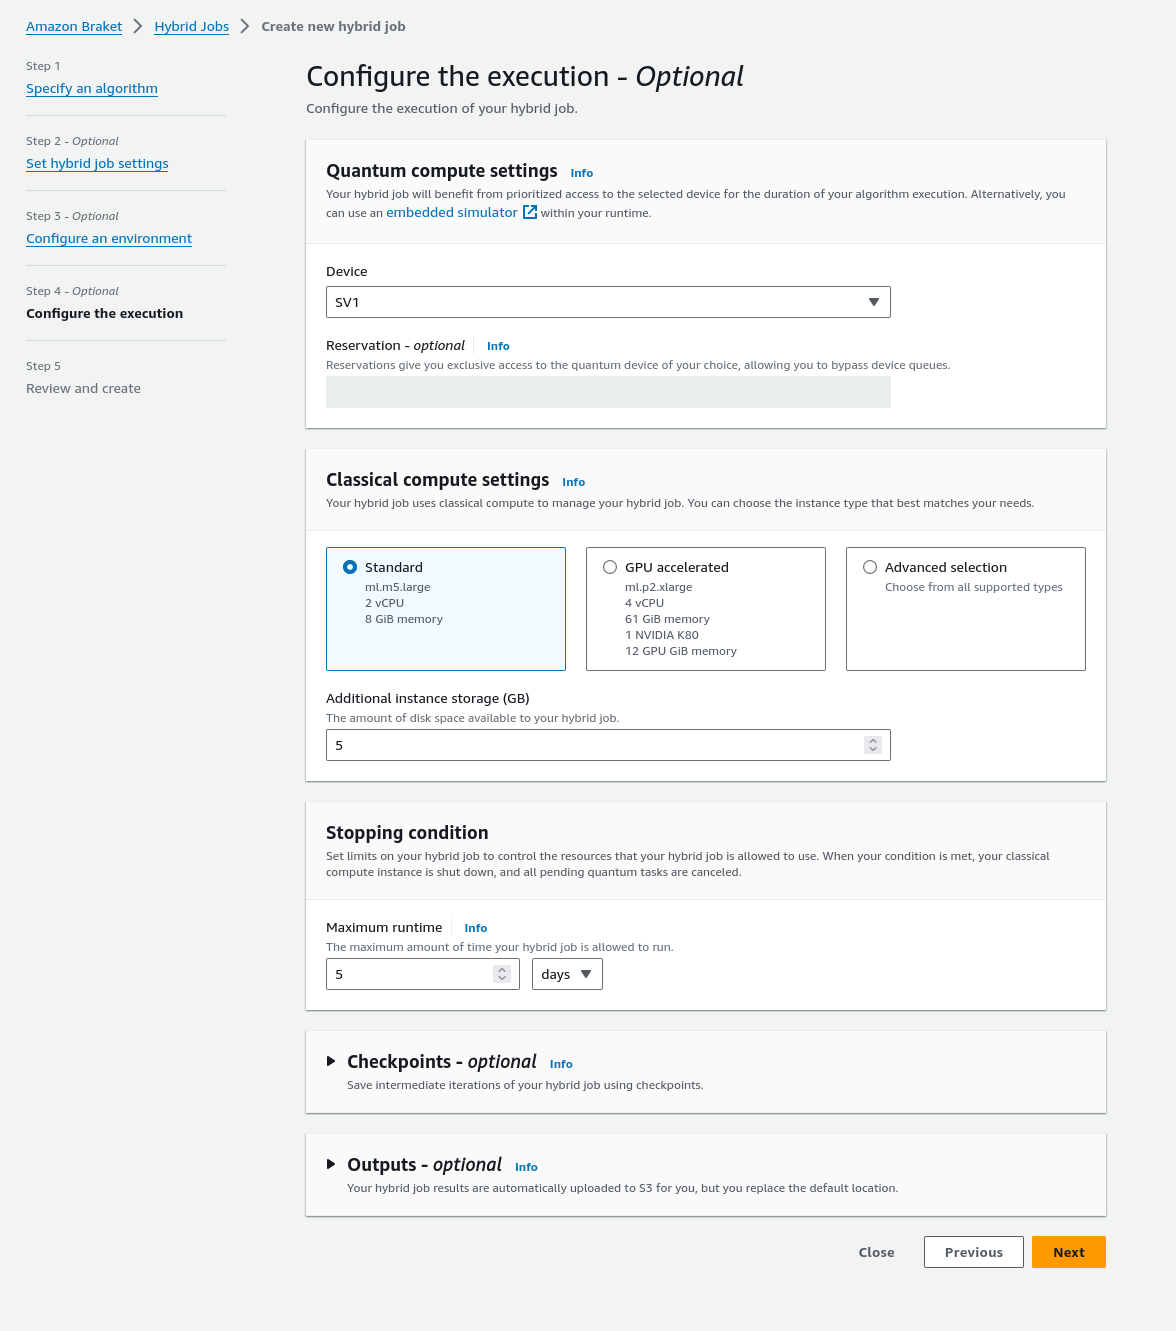 Amazon Braket > Hybrid Jobs > Create new hybrid job
Step 1
Specify an algorithm
Step 2 - Optional
Set hybrid job settings
Step 3 - Optional
Configure an environment
Step 4 - Optional
Configure the execution
Step 5
Review and create
Configure the execution - Optional
Configure the execution of your hybrid job.
Quantum compute settings Info
Your hybrid job will benefit from prioritized access to the selected device for the duration of your algorithm execution. Alternatively, you
can use an embedded simulator within your runtime.
Device
SV1
Reservation - optional Info
Reservations give you exclusive access to the quantum device of your choice, allowing you to bypass device queues.
Classical compute settings Info
Your hybrid job uses classical compute to manage your hybrid job. You can choose the instance type that best matches your needs.
Standard
ml.m5.large
2 vCPU
8 GiB memory
GPU accelerated
ml.p2.xlarge
4 vCPU
61 GiB memory
1 NVIDIA K80
12 GPU GiB memory
Advanced selection
Choose from all supported types
Additional instance storage (GB)
The amount of disk space available to your hybrid job.
5
Stopping condition
Set limits on your hybrid job to control the resources that your hybrid job is allowed to use. When your condition is met, your classical
compute instance is shut down, and all pending quantum tasks are canceled.
Maximum runtime Info
The maximum amount of time your hybrid job is allowed to run.
5 days
Checkpoints - optional Info
Save intermediate iterations of your hybrid job using checkpoints.
Outputs - optional Info
Your hybrid job results are automatically uploaded to S3 for you, but you replace the default location.
Close Previous Next